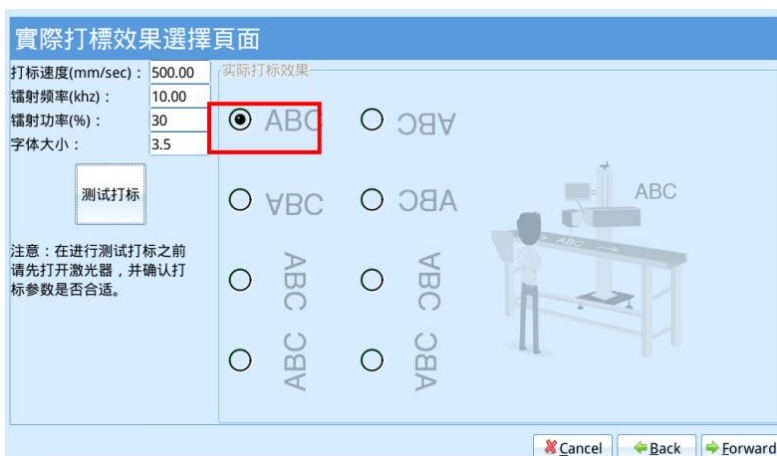 實際打標效果選擇頁面
打标速度(mm/sec)： 500.00
镭射频率(khz)： 10.00
镭射功率(%)： 30
字体大小： 3.5
测试打标
注意：在进行测试打标之前
请先打开激光器，并确认打
标参数是否合适。
实际打标效果
ABC ABC
ABC ABC
ABC ABC
ABC ABC
ABC
ABC
Cancel Back Forward